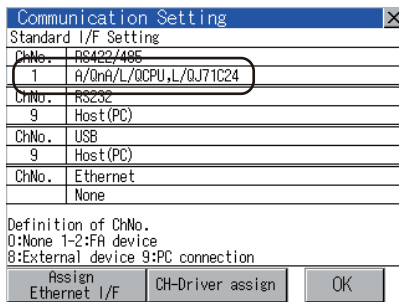 Communication Setting
Standard I/F Setting
ChNo. RS422/485
1 A/QnA/L/QCPU,L/QJ71C24
ChNo. RS232
9 Host(PC)
ChNo. USB
9 Host(PC)
ChNo. Ethernet
None
Definition of ChNo.
0:None 1-2:FA device
8:External device 9:PC connection
Assign
Ethernet I/F
CH-Driver assign
OK